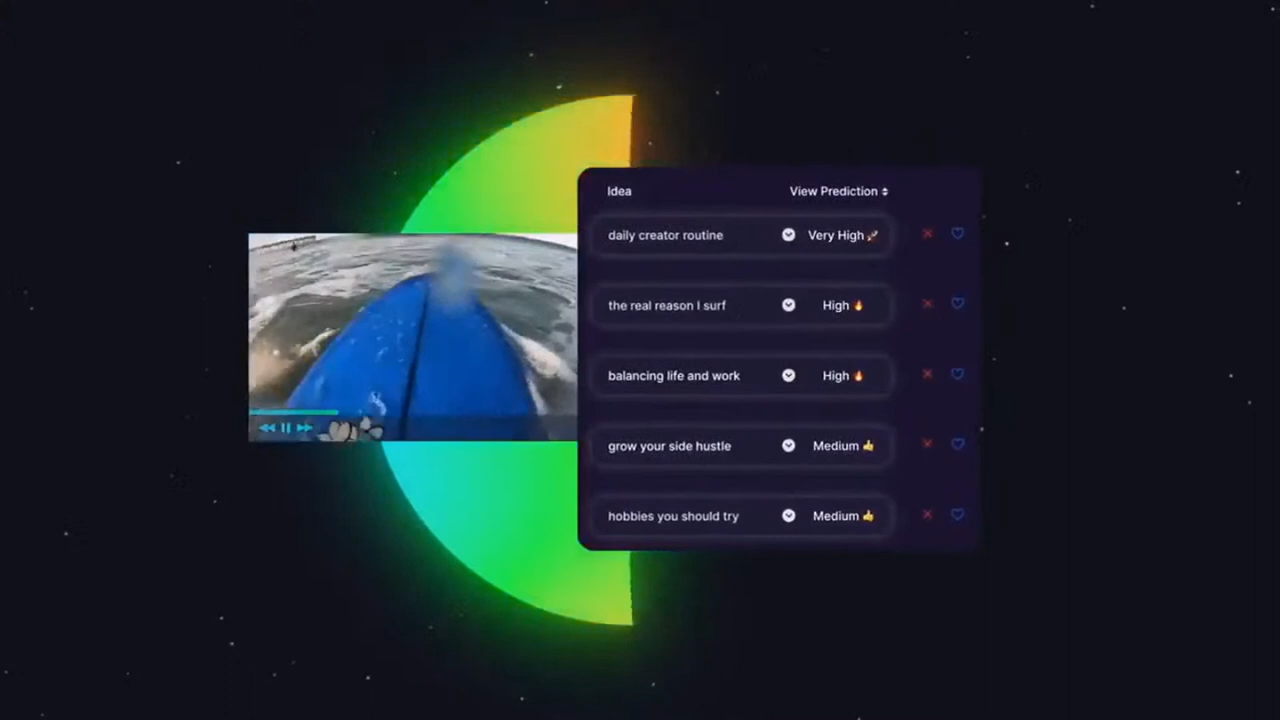 Idea View Prediction
daily creator routine Very High 🚀
the real reason I surf High 🔥
balancing life and work High 🔥
grow your side hustle Medium 👍
hobbies you should try Medium 👍